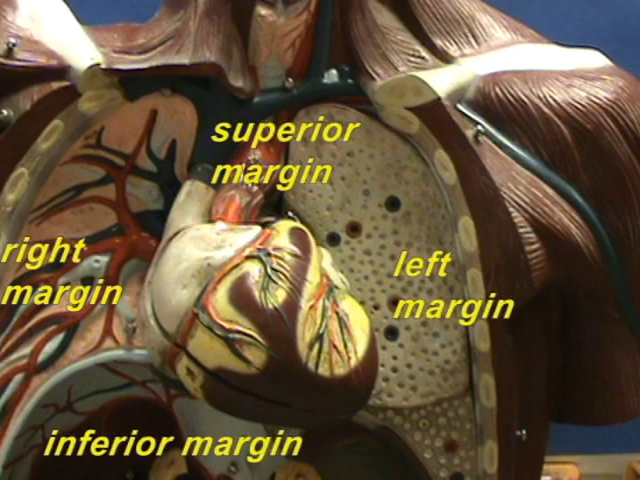 superior
margin
right
margin
left
margin
inferior margin